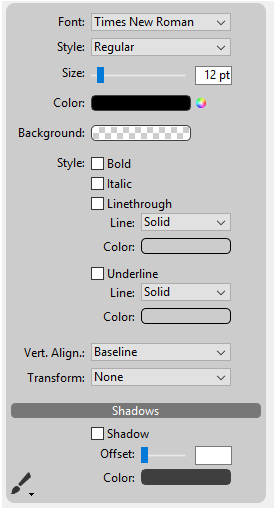 Font: Times New Roman
Style: Regular
Size: 12 pt
Color:
Background:
Style: Bold
Italic
Linethrough
Line: Solid
Color:
Underline
Line: Solid
Color:
Vert. Align.: Baseline
Transform: None
Shadows
Shadow
Offset:
Color: